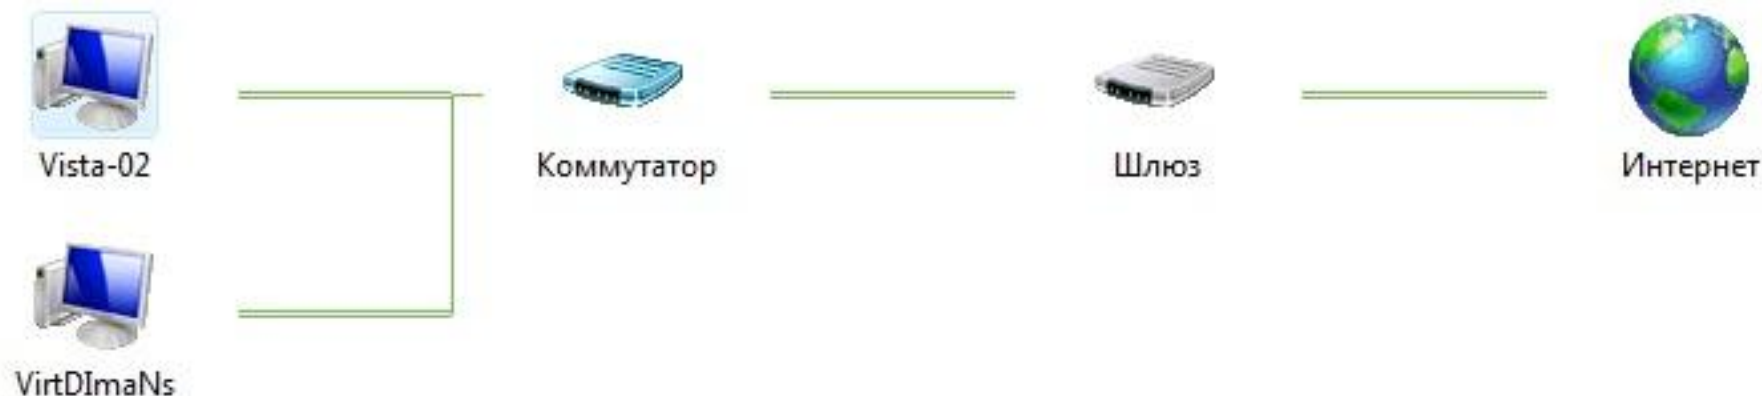 Vista-02
Коммутатор
Шлюз
Интернет
VirtDImaNs